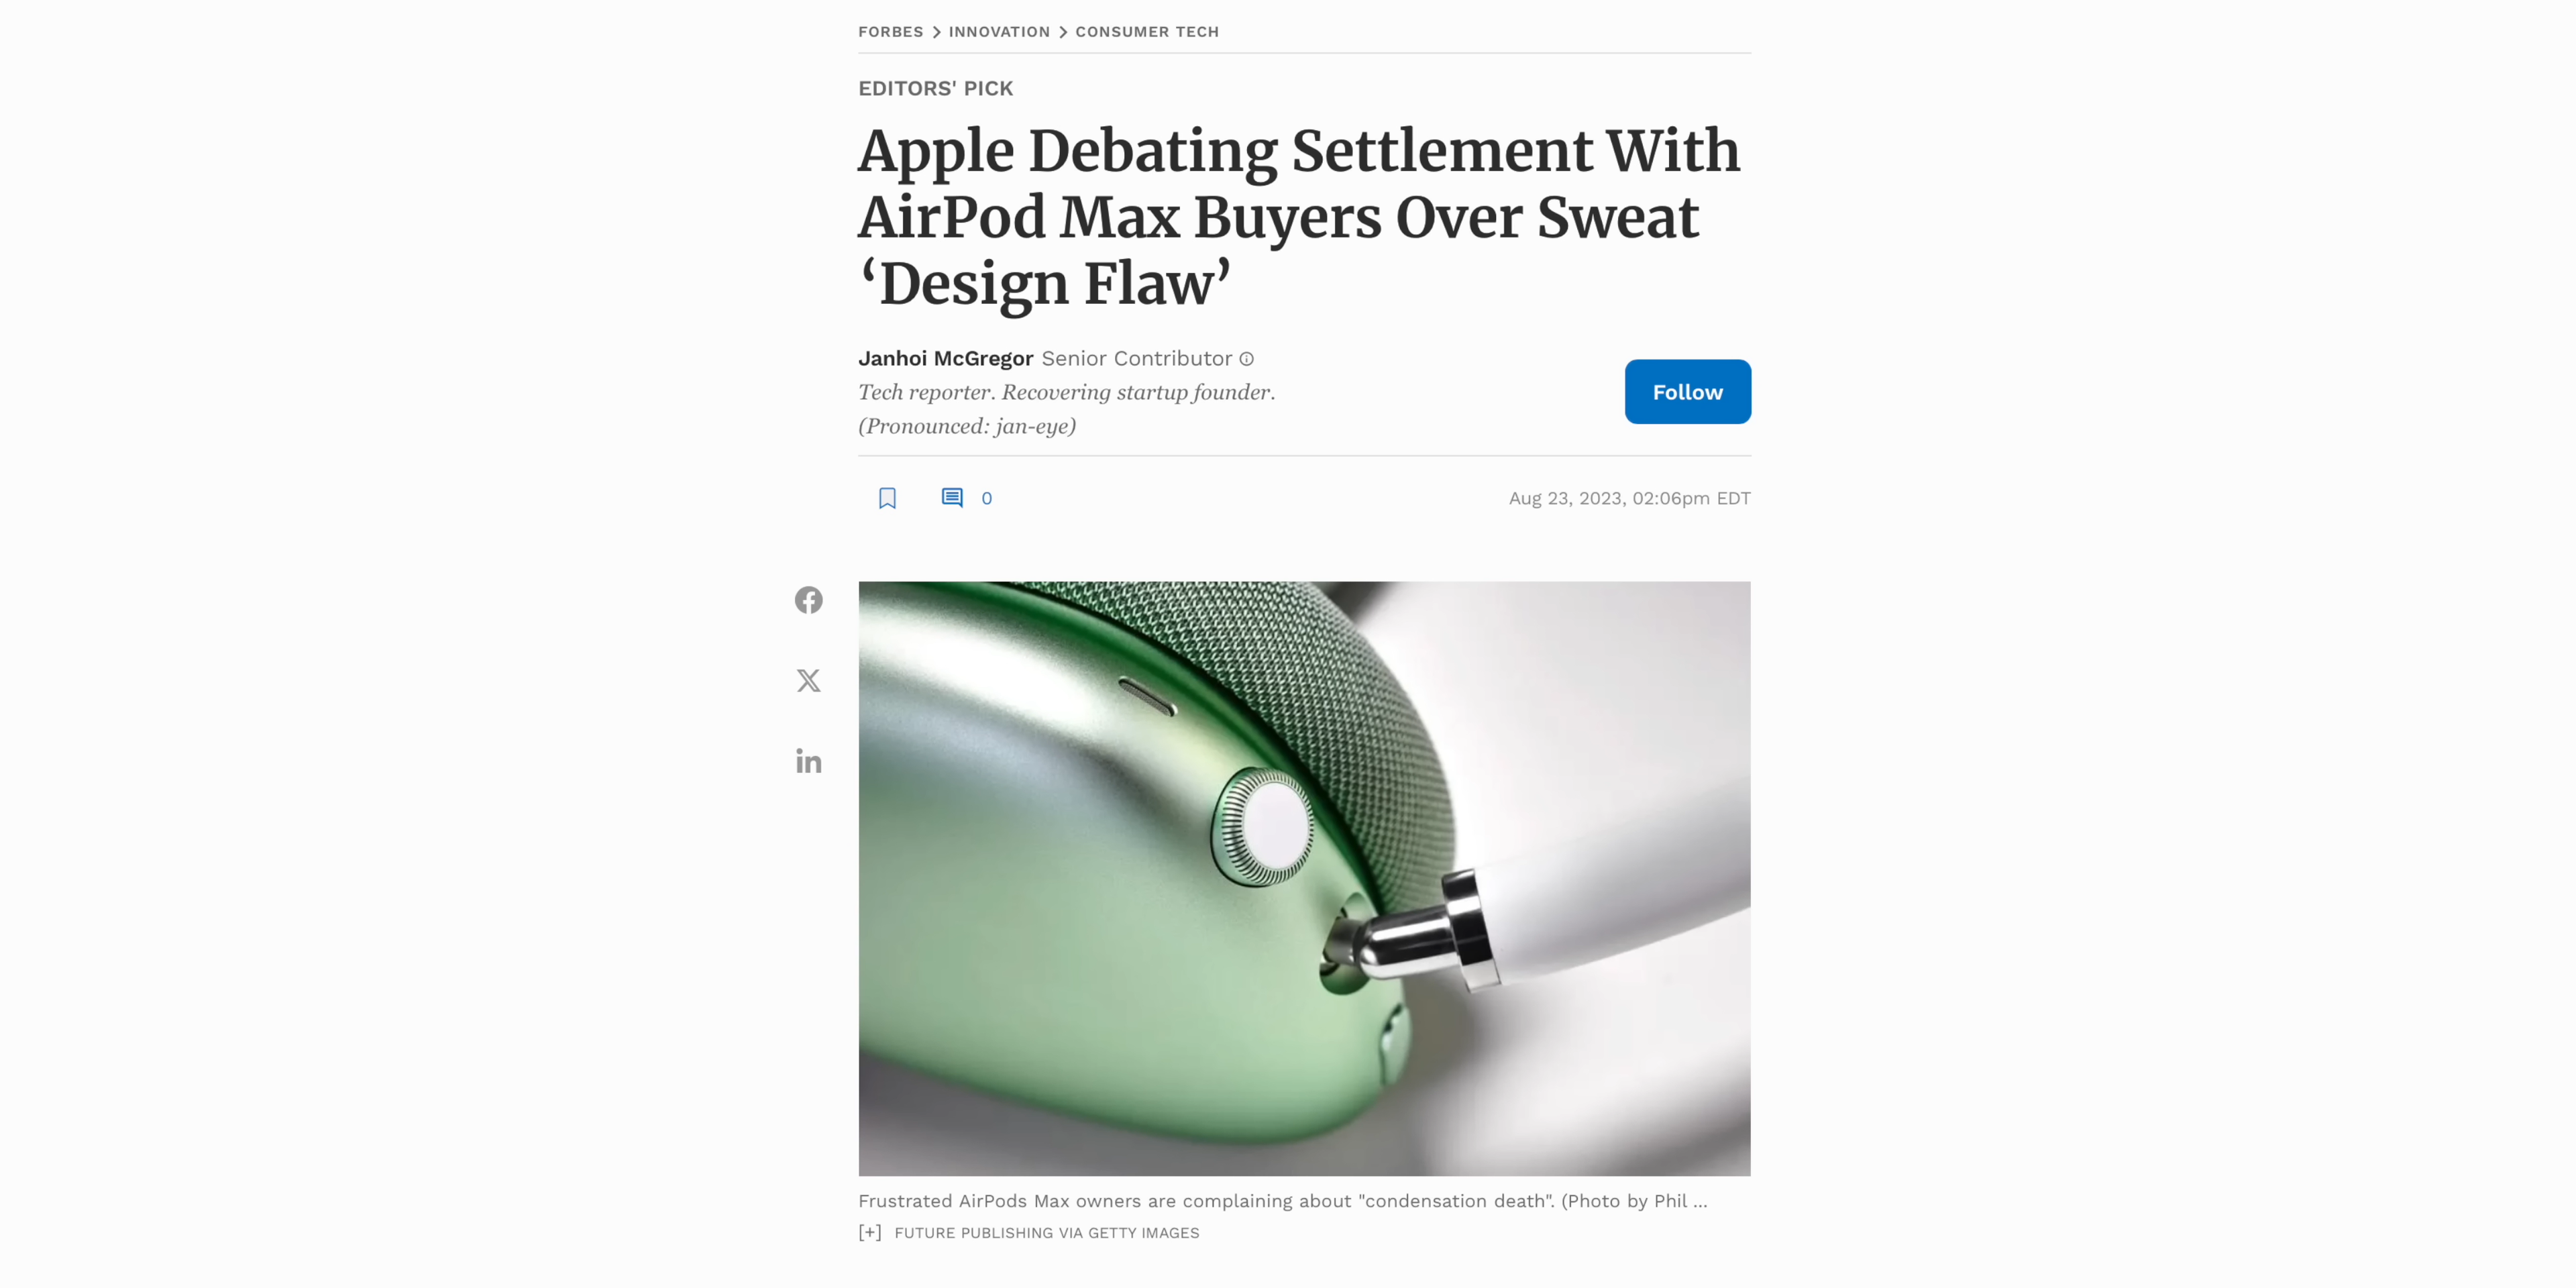 FORBES > INNOVATION > CONSUMER TECH
EDITORS' PICK
Apple Debating Settlement With
AirPod Max Buyers Over Sweat
‘Design Flaw’
Janhoi McGregor Senior Contributor
Tech reporter. Recovering startup founder.
(Pronounced: jan-eye)
Follow
0
Aug 23, 2023, 02:06pm EDT
Frustrated AirPods Max owners are complaining about "condensation death". (Photo by Phil ...
[+] FUTURE PUBLISHING VIA GETTY IMAGES